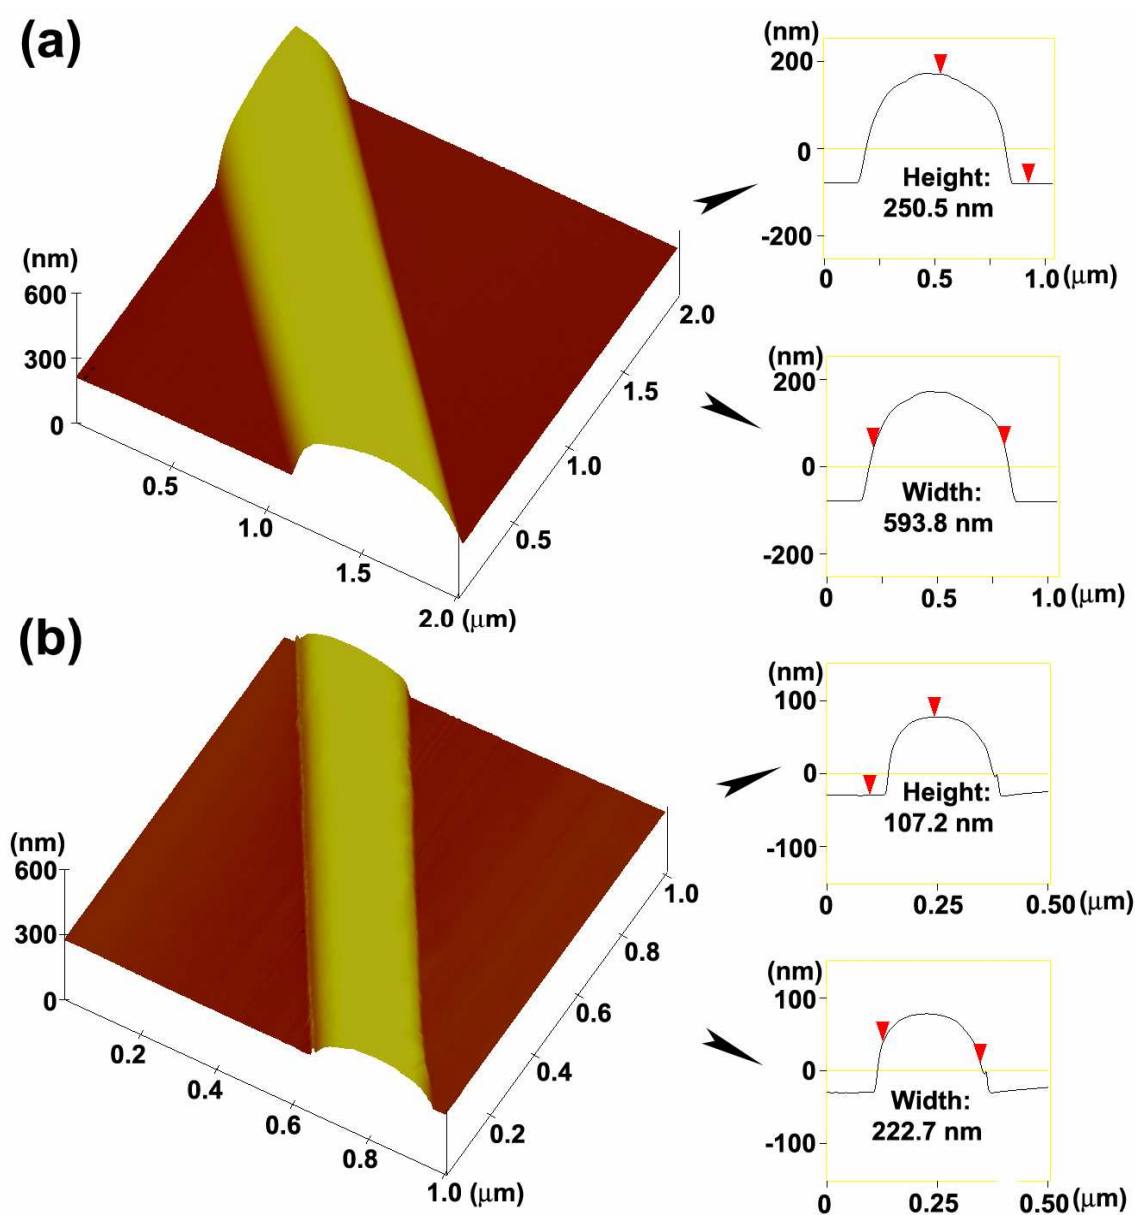 (a)
(nm)
600
300
0
0.5
1.0
1.5
2.0 (μm)
0.5
1.0
1.5
2.0
(nm)
200
0
-200
Height:
250.5 nm
0
0.5
1.0 (μm)
(nm)
200
0
-200
Width:
593.8 nm
0
0.5
1.0 (μm)
(b)
(nm)
600
300
0
0.2
0.4
0.6
0.8
1.0 (μm)
0.2
0.4
0.6
0.8
1.0
(nm)
100
0
-100
Height:
107.2 nm
0
0.25
0.50 (μm)
(nm)
100
0
-100
Width:
222.7 nm
0
0.25
0.50 (μm)